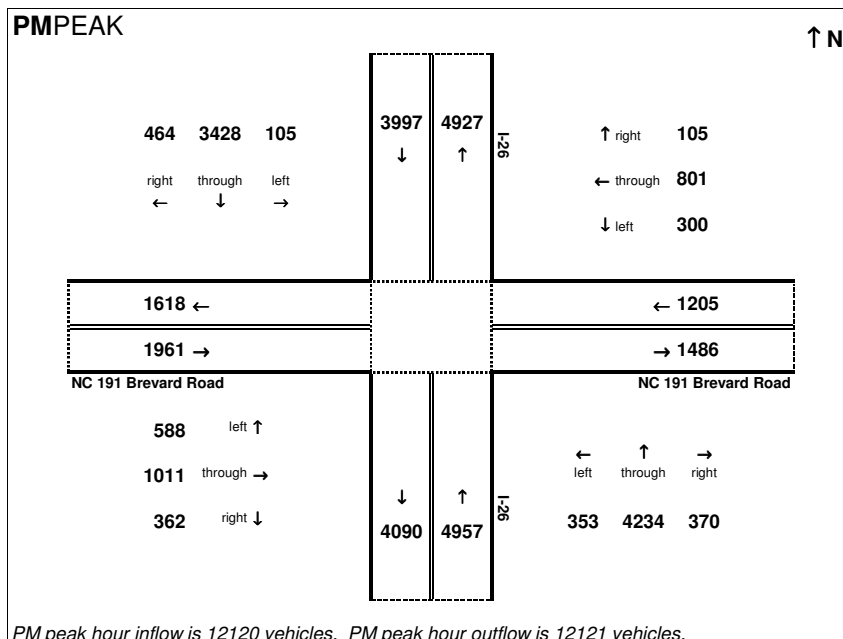 PMPEAK
↑ N
464 3428 105
right through left
← ↓ →
3997 4927
↓ ↑
I-26
↑ right 105
← through 801
↓ left 300
1618 ←
← 1205
1961 →
→ 1486
NC 191 Brevard Road
NC 191 Brevard Road
588 left ↑
1011 through →
362 right ↓
↓ ↑
4090 4957
I-26
← ↑ →
left through right
353 4234 370
PM peak hour inflow is 12120 vehicles. PM peak hour outflow is 12121 vehicles.